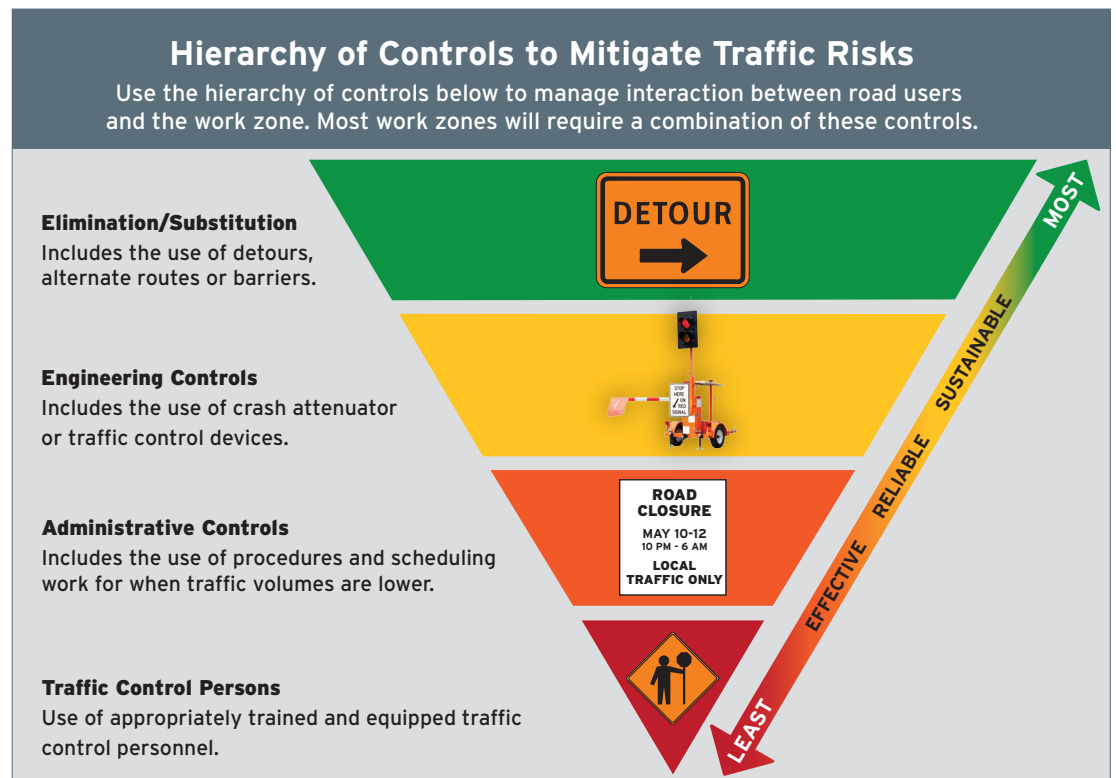 Hierarchy of Controls to Mitigate Traffic Risks
Use the hierarchy of controls below to manage interaction between road users
and the work zone. Most work zones will require a combination of these controls.
Elimination/Substitution
Includes the use of detours,
alternate routes or barriers.
DETOUR
Engineering Controls
Includes the use of crash attenuator
or traffic control devices.
STOP
HERE
ON
RED
SIGNAL
Administrative Controls
Includes the use of procedures and scheduling
work for when traffic volumes are lower.
ROAD
CLOSURE
MAY 10-12
10 PM - 6 AM
LOCAL
TRAFFIC ONLY
Traffic Control Persons
Use of appropriately trained and equipped traffic
control personnel.
LEAST EFFECTIVE RELIABLE SUSTAINABLE MOST